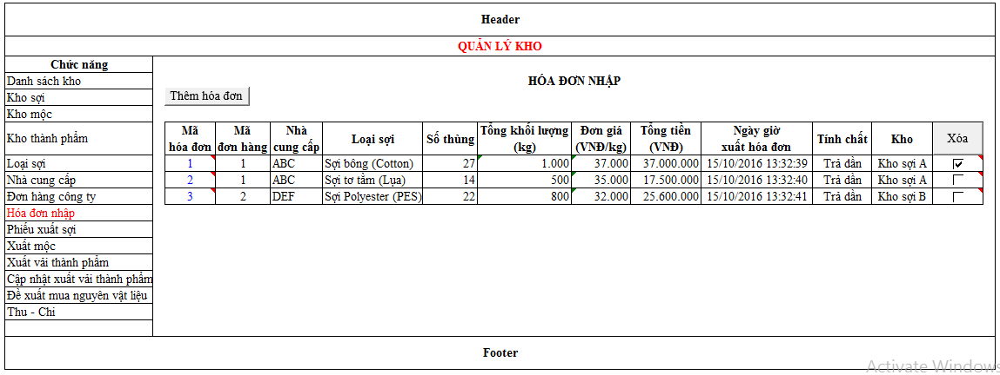 Header
QUẢN LÝ KHO
Chức năng
Danh sách kho
Kho sợi
Kho mộc
Kho thành phẩm
Loại sợi
Nhà cung cấp
Đơn hàng công ty
Hóa đơn nhập
Phiếu xuất sợi
Xuất mộc
Xuất vải thành phẩm
Cập nhật xuất vải thành phẩm
Đề xuất mua nguyên vật liệu
Thu - Chi
HÓA ĐƠN NHẬP
Thêm hóa đơn
Mã hóa đơn Mã đơn hàng Nhà cung cấp Loại sợi Số thùng Tổng khối lượng (kg) Đơn giá (VNĐ/kg) Tổng tiền (VNĐ) Ngày giờ xuất hóa đơn Tính chất Kho Xóa
1 1 ABC Sợi bông (Cotton) 27 1.000 37.000 37.000.000 15/10/2016 13:32:39 Trả dần Kho sợi A
2 1 ABC Sợi tơ tằm (Lụa) 14 500 35.000 17.500.000 15/10/2016 13:32:40 Trả dần Kho sợi A
3 2 DEF Sợi Polyester (PES) 22 800 32.000 25.600.000 15/10/2016 13:32:41 Trả dần Kho sợi B
Footer
Activate Windows